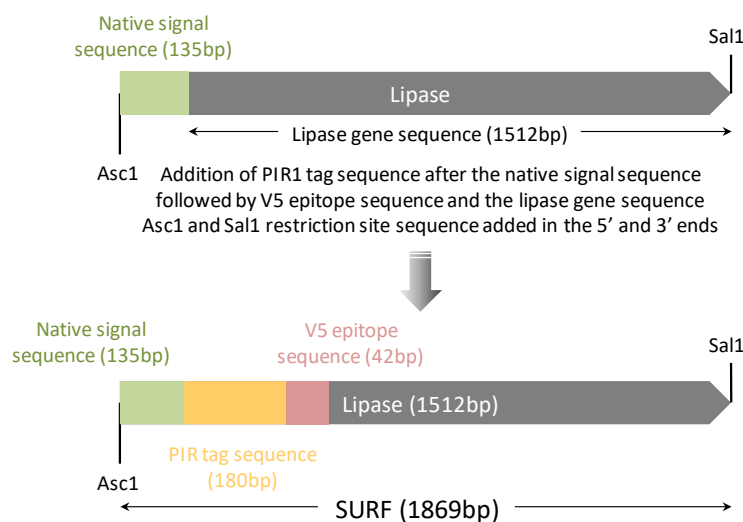 Native signal
sequence (135bp)
Sal1
Lipase
Lipase gene sequence (1512bp)
Asc1
Addition of PIR1 tag sequence after the native signal sequence
followed by V5 epitope sequence and the lipase gene sequence
Asc1 and Sal1 restriction site sequence added in the 5’ and 3’ ends
Native signal
sequence (135bp)
V5 epitope
sequence (42bp)
Sal1
Lipase (1512bp)
PIR tag sequence
(180bp)
Asc1
SURF (1869bp)